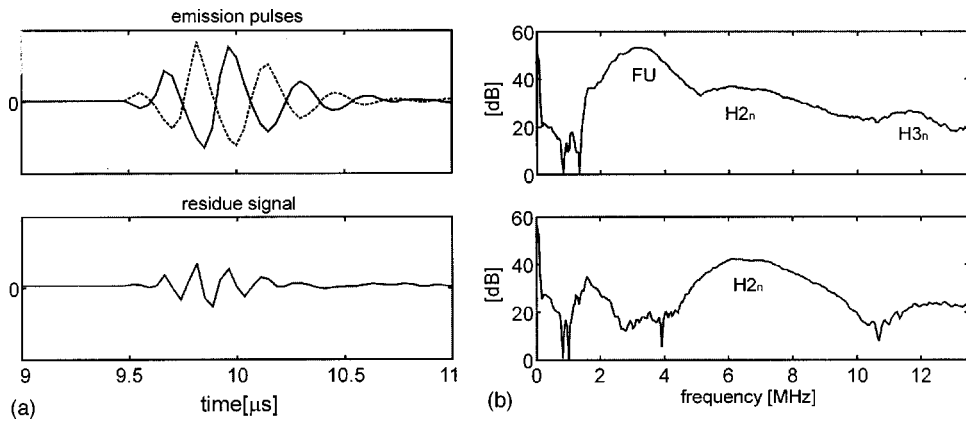 emission pulses
0
residue signal
0
9 9.5 10 10.5 11
(a) time[µs]
60
40
20
0
[dB]
FU
H2n
H3n
60
40
20
0
[dB]
H2n
0 2 4 6 8 10 12
(b) frequency [MHz]